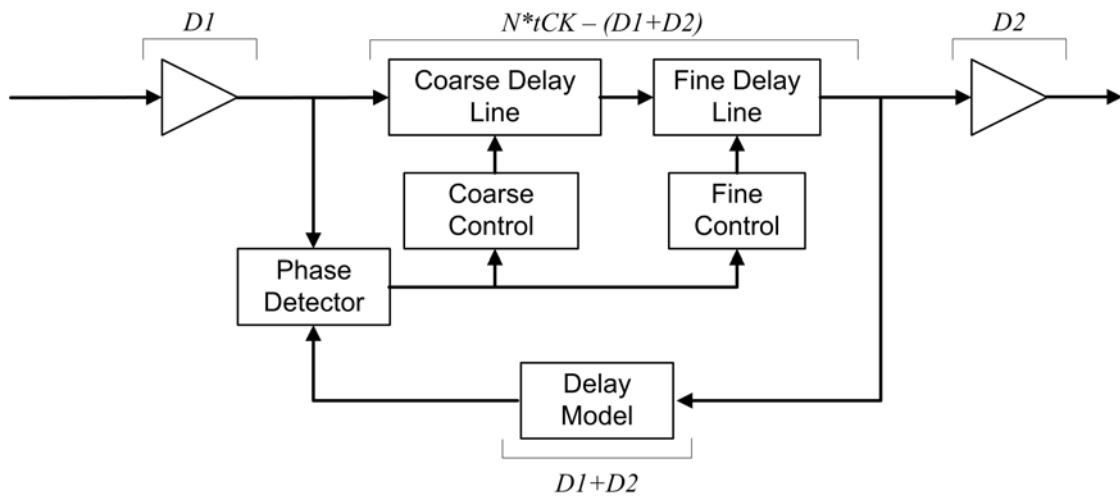 D1
N*tCK – (D1+D2)
D2
Coarse Delay
Line
Fine Delay
Line
Coarse
Control
Fine
Control
Phase
Detector
Delay
Model
D1+D2